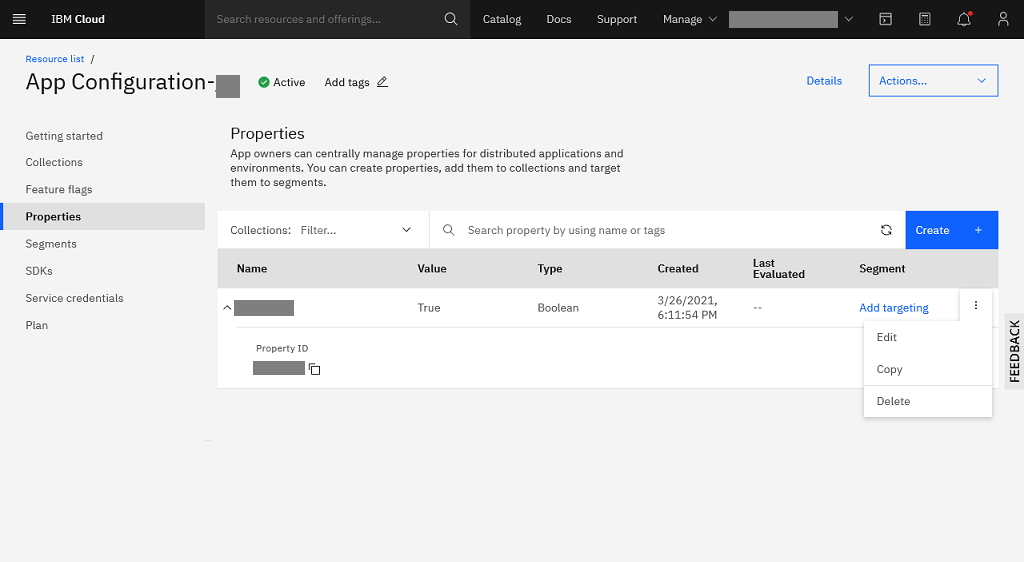 IBM Cloud
Search resources and offerings...
Catalog
Docs
Support
Manage
Resource list /
App Configuration-
Active
Add tags
Details
Actions...
Getting started
Collections
Feature flags
Properties
Segments
SDKs
Service credentials
Plan
Properties
App owners can centrally manage properties for distributed applications and
environments. You can create properties, add them to collections and target
them to segments.
Collections: Filter...
Search property by using name or tags
Create +
Name
Value
Type
Created
Last
Evaluated
Segment
True
Boolean
3/26/2021,
6:11:54 PM
--
Add targeting
Property ID
Edit
Copy
Delete
FEEDBACK